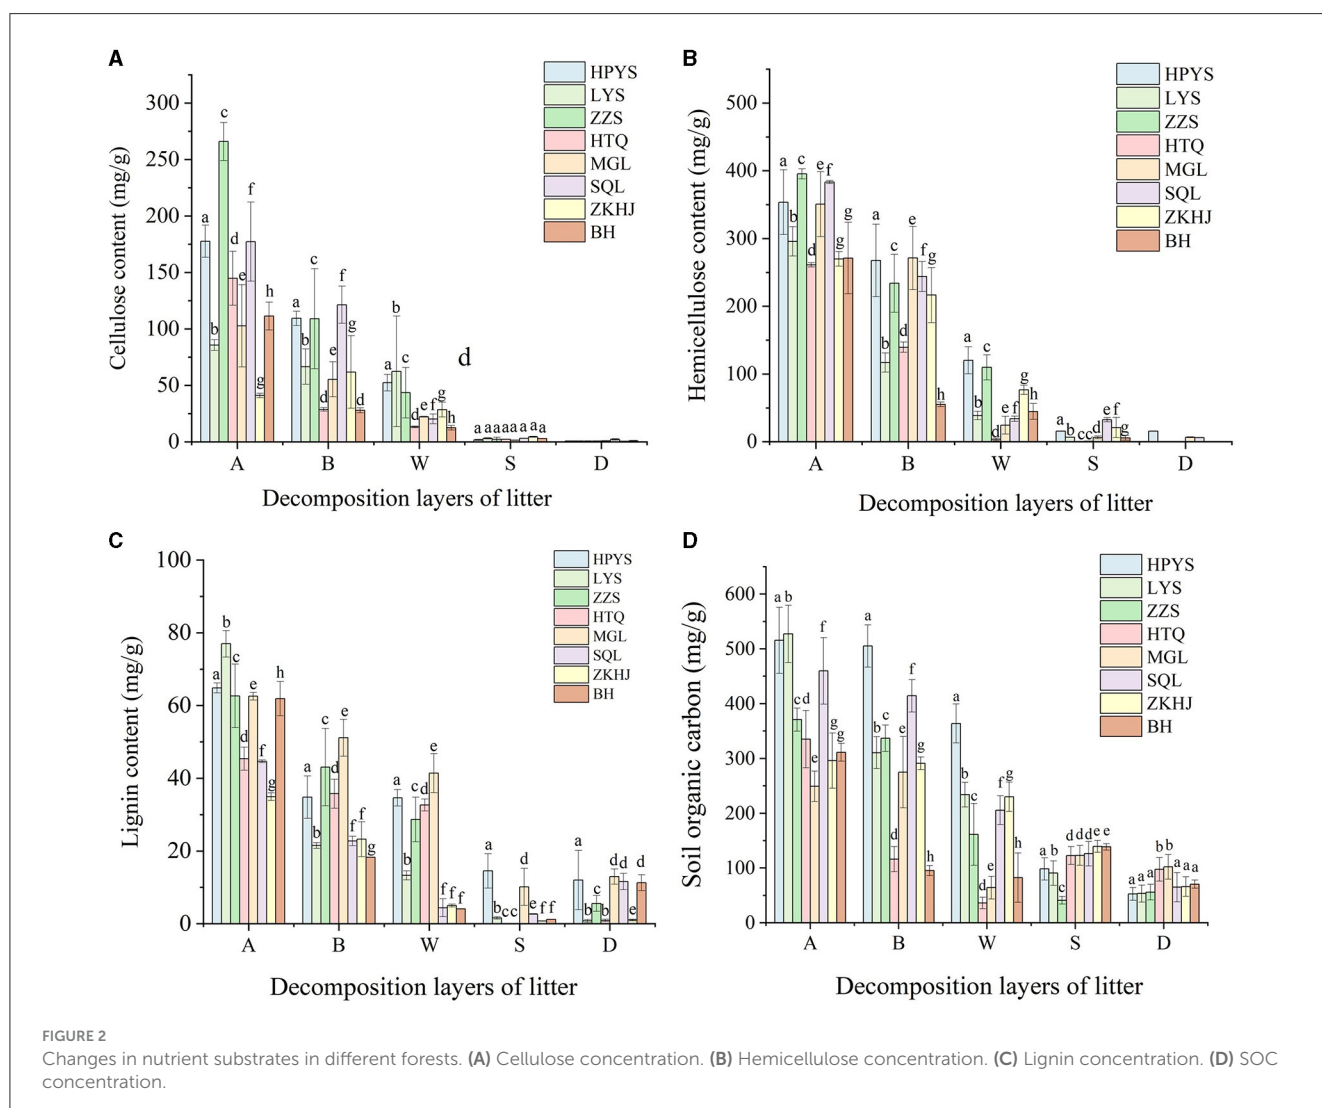 A
300
250
200
150
100
50
0
Cellulose content (mg/g)
HPYS
LYS
ZZS
HTQ
MGL
SQL
ZKHJ
BH
a b c d e f g h
a b c d e f g d
a b c d e f g h
d
a a a a a a a a
A B W S D
Decomposition layers of litter
B
500
400
300
200
100
0
Hemicellulose content (mg/g)
HPYS
LYS
ZZS
HTQ
MGL
SQL
ZKHJ
BH
a b c d e f g g
a b c d e f g h
a b c d e f g h
a b c c d e f g
A B W S D
Decomposition layers of litter
C
100
80
60
40
20
0
Lignin content (mg/g)
HPYS
LYS
ZZS
HTQ
MGL
SQL
ZKHJ
BH
a b c d e f g h
a b c d e f f g
a b c d e f f f
a b c c d e f f
a b c b d d e d
A B W S D
Decomposition layers of litter
D
600
500
400
300
200
100
0
Soil organic carbon (mg/g)
HPYS
LYS
ZZS
HTQ
MGL
SQL
ZKHJ
BH
a b c d e f g g
a b c d e f g h
a b c d e f g h
a b c d d d e e
a a a b b a a a
A B W S D
Decomposition layers of litter
FIGURE 2
Changes in nutrient substrates in different forests. (A) Cellulose concentration. (B) Hemicellulose concentration. (C) Lignin concentration. (D) SOC
concentration.